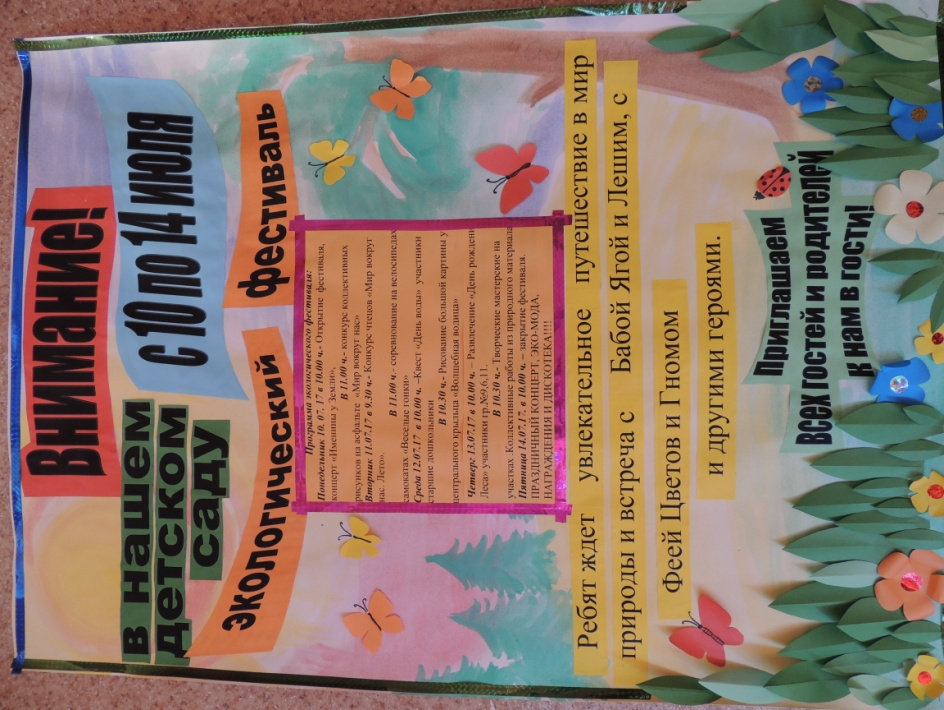 Внимание!
в нашем
детском
саду
с 10 по 14 июля
экологический фестиваль
Программа экологического фестиваля:
Понедельник 10. 07. 17 в 10.00 ч.- Открытие фестиваля,
концерт «Именины у Земли»,
В 11.00 ч.- конкурс коллективных
рисунков на асфальте «Мир вокруг нас»
Вторник 11.07.17 в 9.30 ч.- Конкурс чтецов «Мир вокруг
нас. Лето».
В 11.00 ч.- соревнование на велосипедах
самокатах «Веселые гонки»
Среда 12.07.17 в 10.00 ч. –Квест «День воды» участники
старшие дошкольники
В 10.30 ч.- Рисование большой картины у
центрального крыльца «Волшебная водица»
Четверг 13.07.17 в 10.00 ч. – Развлечение «День рождени
Леса» участники гр.№9,6,11.
В 10.30 ч.- Творческие мастерские на
участках. Коллективные работы из природного материала
Пятница 14.07.17. в 10.00 ч. – закрытие фестиваля.
ПРАЗДНИЧНЫЙ КОНЦЕРТ, ЭКО-МОДА,
НАГРАЖДЕНИЯ И ДИСКОТЕКА!!!!
Ребят ждет увлекательное путешествие в мир
природы и встреча с Бабой Ягой и Лешим, с
Феей Цветов и Гномом
и другими героями.
Приглашаем
всех гостей и родителей
к нам в гости!